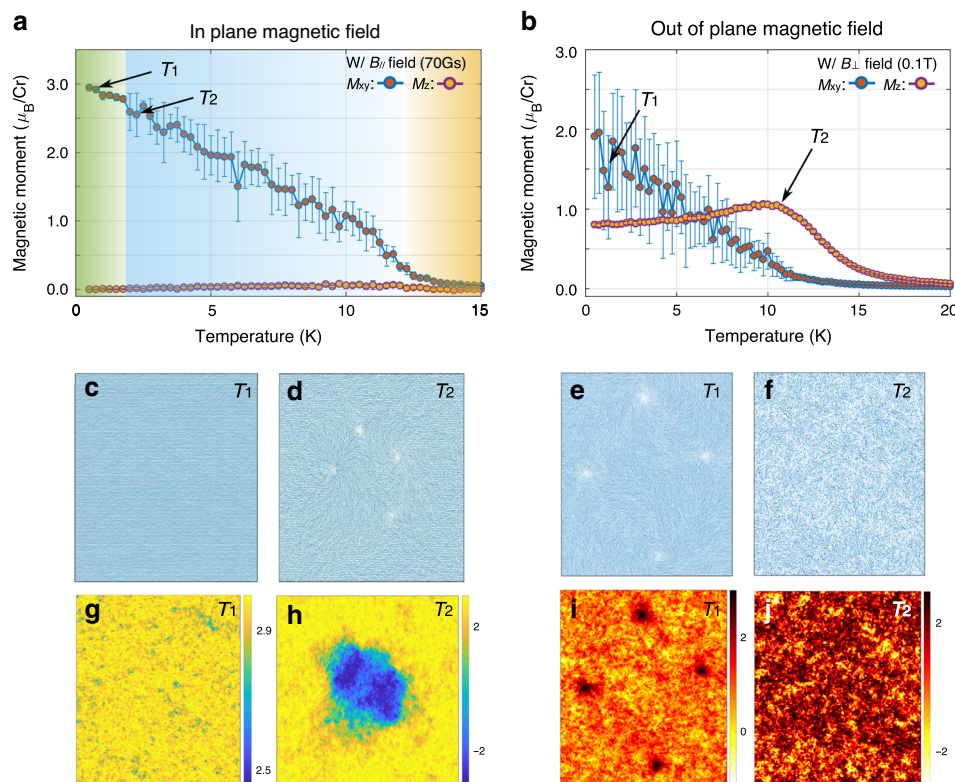 a
In plane magnetic field
W/ B// field (70Gs)
Mxy: Mz:
T1
T2
3.0
2.0
1.0
0.0
Magnetic moment (μB/Cr)
0 0 5 10 15 15
Temperature (K)
b
Out of plane magnetic field
W/ B⊥ field (0.1T)
Mxy: Mz:
T1
T2
3.0
2.0
1.0
0.0
Magnetic moment (μB/Cr)
0 5 10 15 20
Temperature (K)
c T1
d T2
e T1
f T2
g T1
2.9
2.5
h T2
2
−2
i T1
2
0
j T2
2
−2